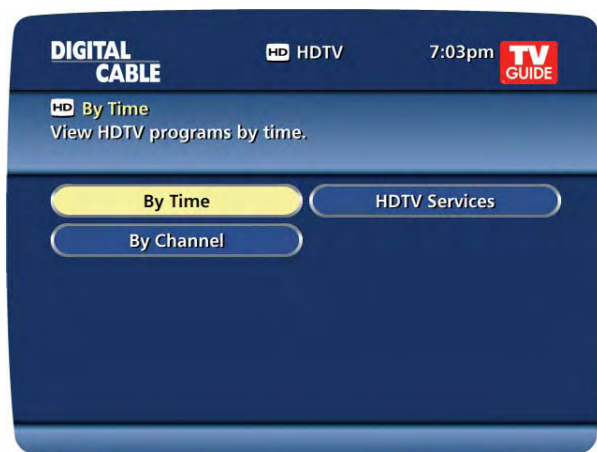 DIGITAL CABLE
HD HDTV
7:03pm
TV GUIDE
HD By Time
View HDTV programs by time.
By Time
HDTV Services
By Channel